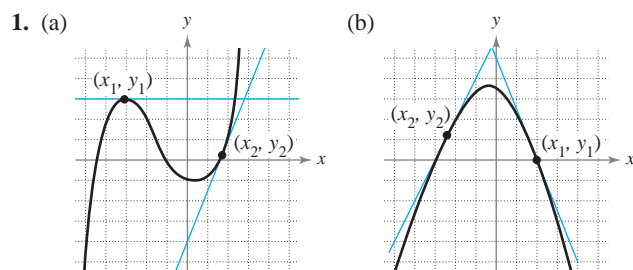 1. (a)
y
(x₁, y₁)
(x₂, y₂)
x
(b)
y
(x₂, y₂)
(x₁, y₁)
x